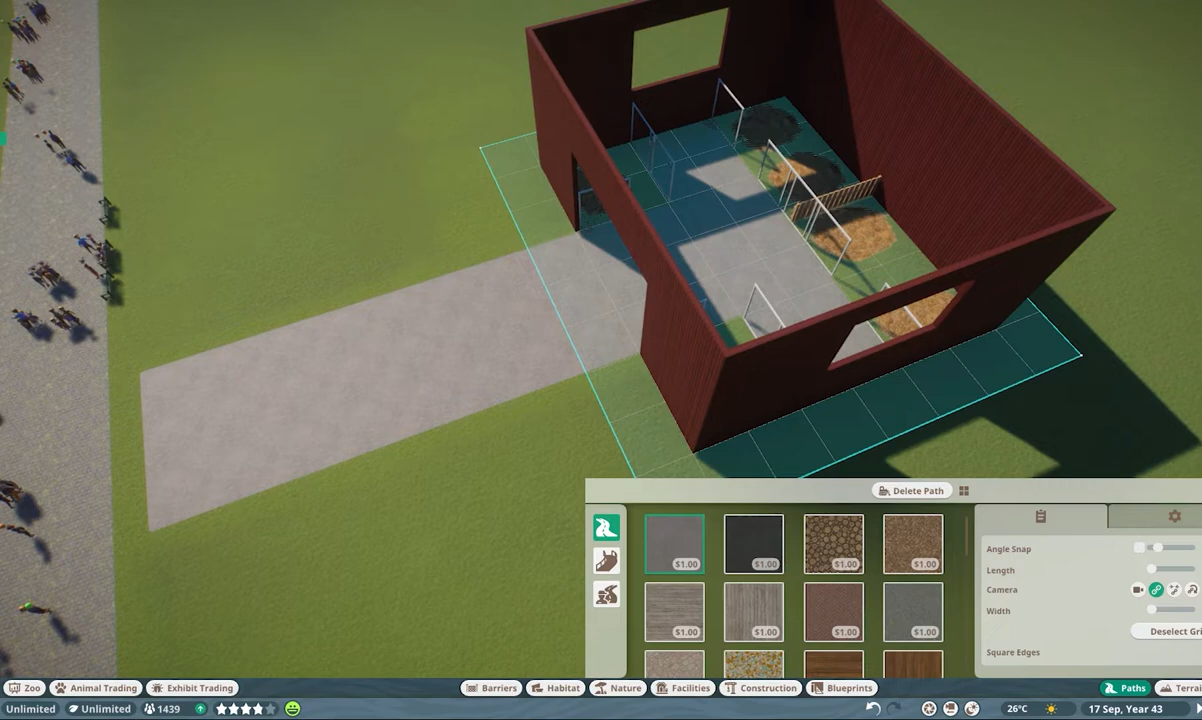 Delete Path
$1.00 $1.00 $1.00 $1.00
Angle Snap
Length
Camera
$1.00 $1.00 $1.00 $1.00
Width
Deselect Gri
Square Edges
Zoo Animal Trading Exhibit Trading Barriers Habitat Nature Facilities Construction Blueprints Paths Terrai
Unlimited Unlimited 1439 26°C 17 Sep, Year 43